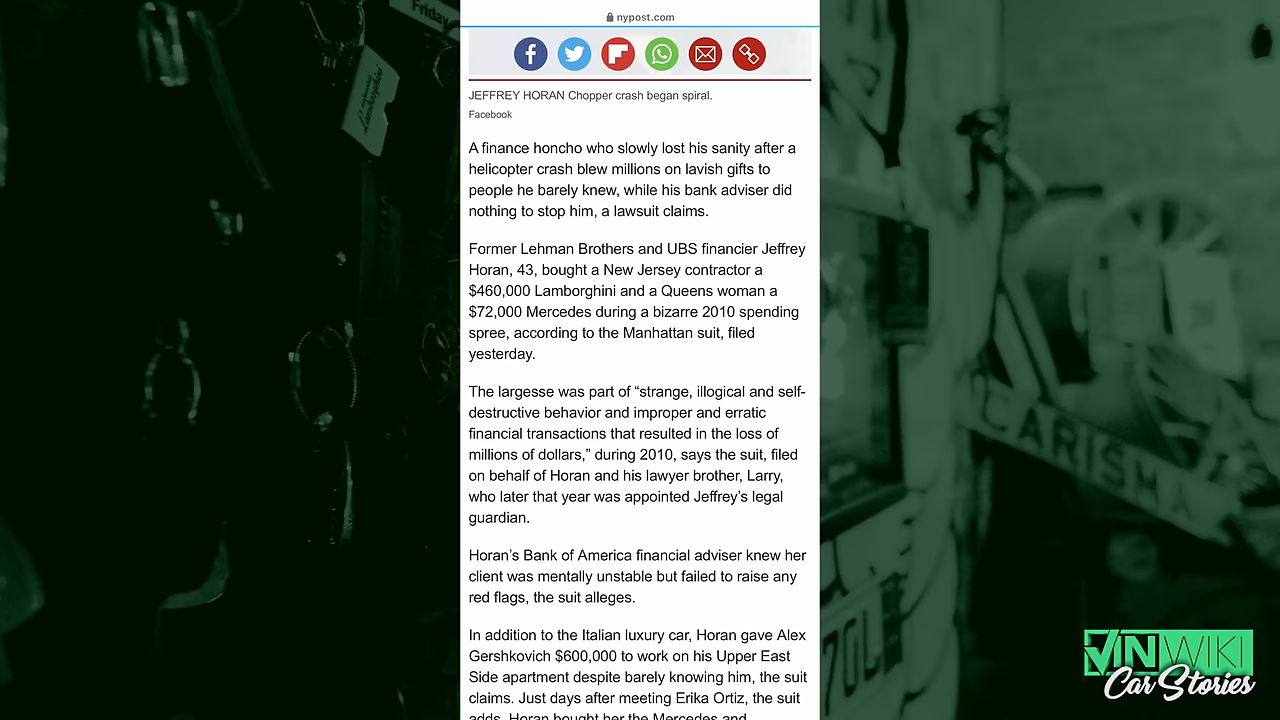 Friday
Lamborghini
nypost.com
JEFFREY HORAN Chopper crash began spiral.
Facebook
A finance honcho who slowly lost his sanity after a
helicopter crash blew millions on lavish gifts to
people he barely knew, while his bank adviser did
nothing to stop him, a lawsuit claims.
Former Lehman Brothers and UBS financier Jeffrey
Horan, 43, bought a New Jersey contractor a
$460,000 Lamborghini and a Queens woman a
$72,000 Mercedes during a bizarre 2010 spending
spree, according to the Manhattan suit, filed
yesterday.
The largesse was part of “strange, illogical and self-
destructive behavior and improper and erratic
financial transactions that resulted in the loss of
millions of dollars,” during 2010, says the suit, filed
on behalf of Horan and his lawyer brother, Larry,
who later that year was appointed Jeffrey’s legal
guardian.
Horan’s Bank of America financial adviser knew her
client was mentally unstable but failed to raise any
red flags, the suit alleges.
In addition to the Italian luxury car, Horan gave Alex
Gershkovich $600,000 to work on his Upper East
Side apartment despite barely knowing him, the suit
claims. Just days after meeting Erika Ortiz, the suit
adds, Horan bought her the Mercedes and
CARISMA
VINWIKI
Car Stories